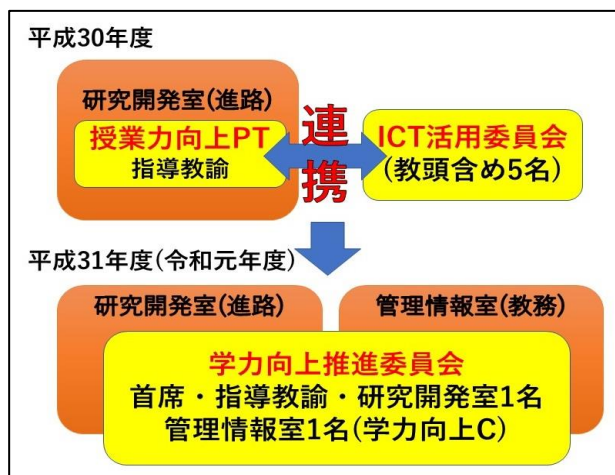 平成30年度
研究開発室(進路)
授業力向上PT
指導教諭
連携
ICT活用委員会
(教頭含め5名)
平成31年度(令和元年度)
研究開発室(進路)
管理情報室(教務)
学力向上推進委員会
首席・指導教諭・研究開発室1名
管理情報室1名(学力向上C)